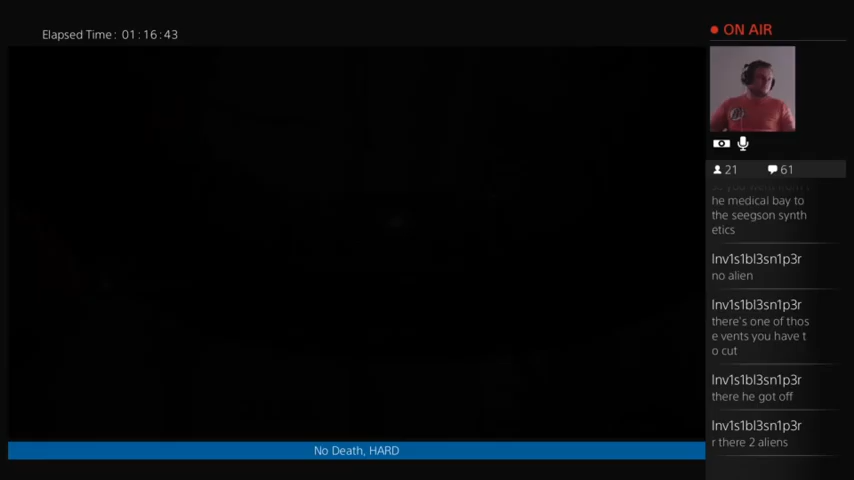 Elapsed Time: 01:16:43
ON AIR
21 61
he medical bay to
the seegson synth
etics
Inv1s1bl3sn1p3r
no alien
Inv1s1bl3sn1p3r
there's one of thos
e vents you have t
o cut
Inv1s1bl3sn1p3r
there he got off
Inv1s1bl3sn1p3r
r there 2 aliens
No Death, HARD